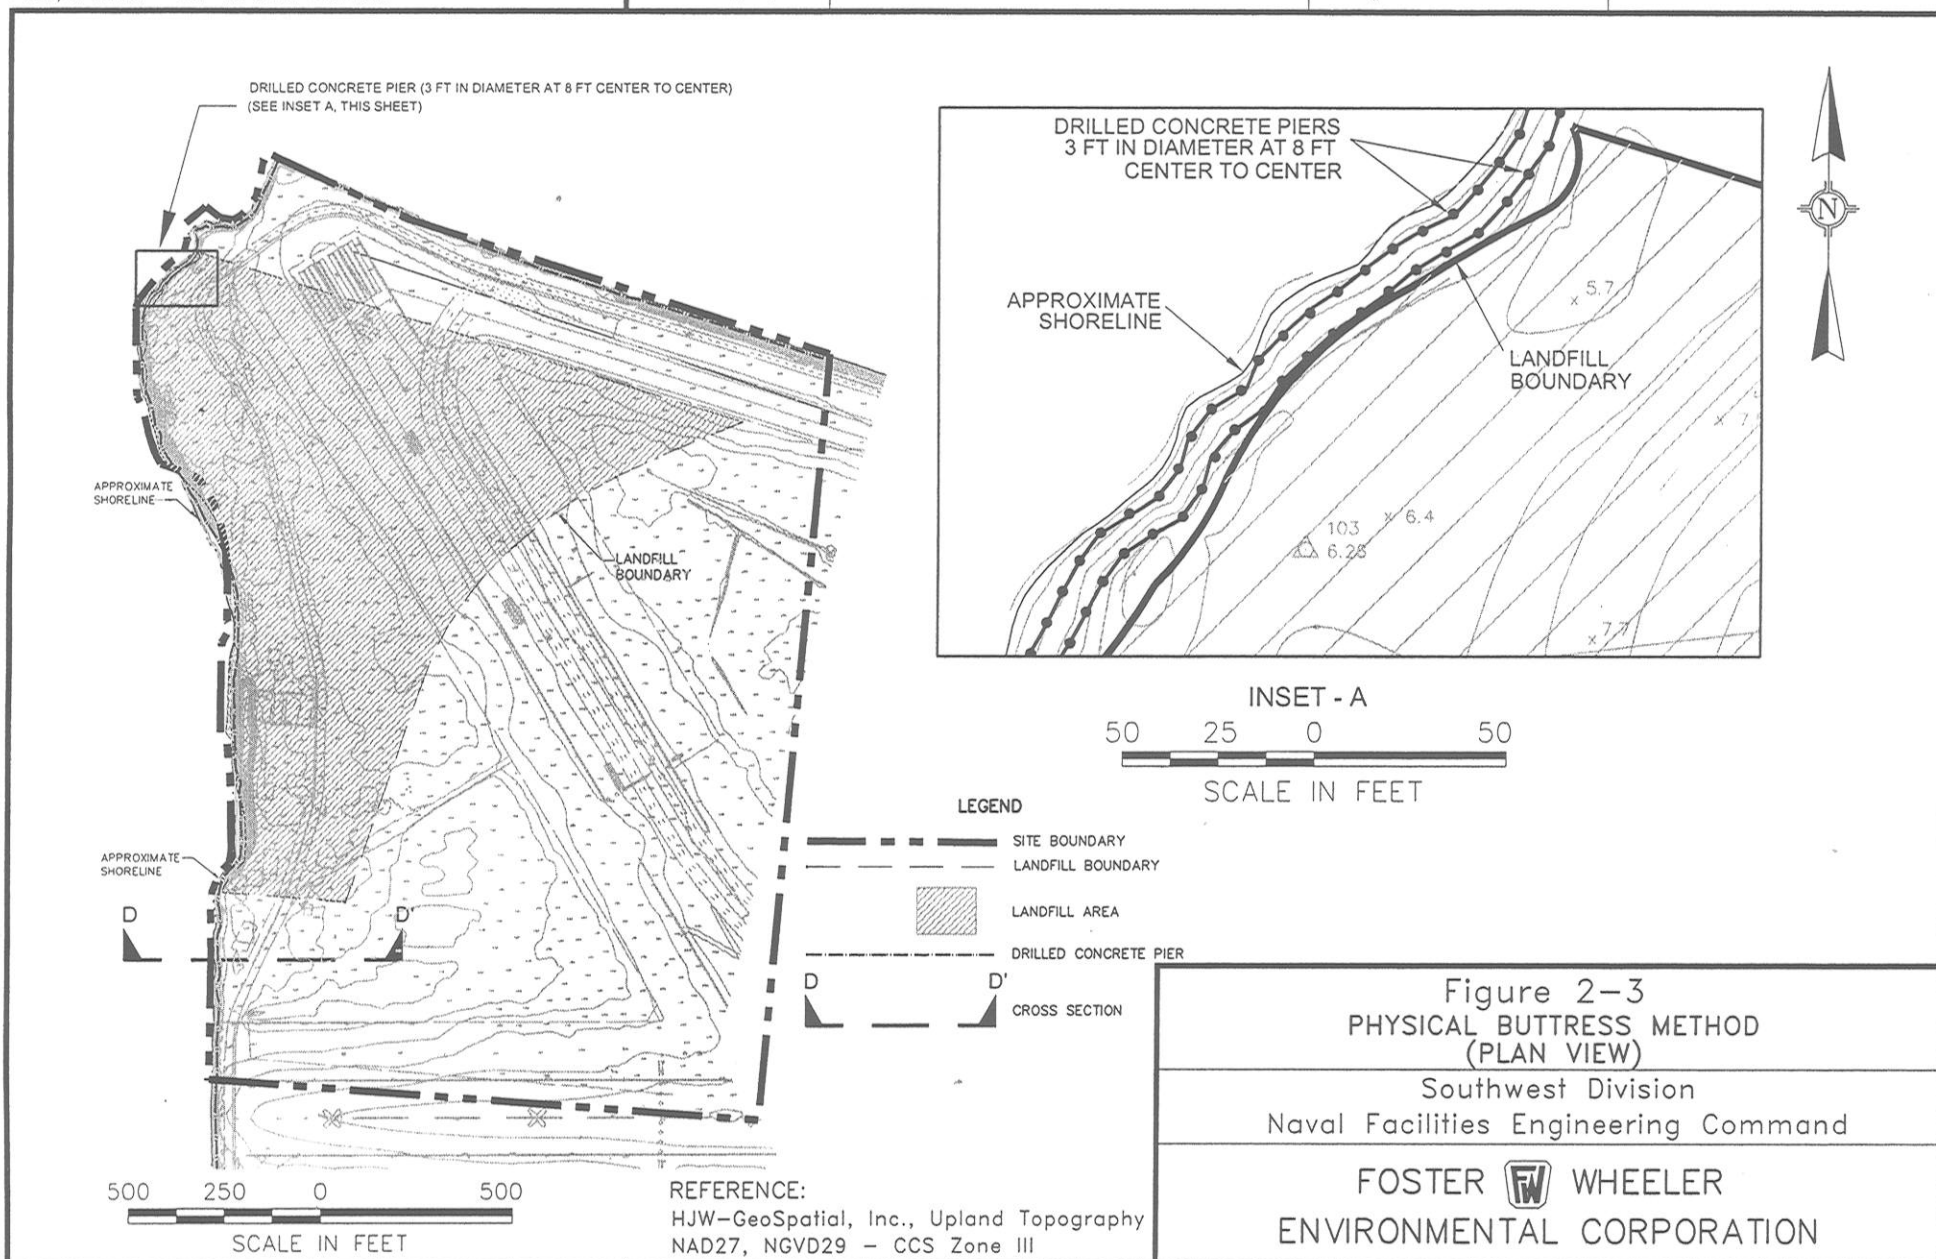 DRILLED CONCRETE PIER (3 FT IN DIAMETER AT 8 FT CENTER TO CENTER)
(SEE INSET A, THIS SHEET)
APPROXIMATE
SHORELINE
LANDFILL
BOUNDARY
APPROXIMATE
SHORELINE
D
D'
500 250 0 500
SCALE IN FEET
DRILLED CONCRETE PIERS
3 FT IN DIAMETER AT 8 FT
CENTER TO CENTER
APPROXIMATE
SHORELINE
LANDFILL
BOUNDARY
x 5.7
x 6.4
103
6.28
x 7.7
N
INSET - A
50 25 0 50
SCALE IN FEET
LEGEND
SITE BOUNDARY
LANDFILL BOUNDARY
LANDFILL AREA
DRILLED CONCRETE PIER
D D'
CROSS SECTION
REFERENCE:
HJW-GeoSpatial, Inc., Upland Topography
NAD27, NGVD29 - CCS Zone III
Figure 2-3
PHYSICAL BUTTRESS METHOD
(PLAN VIEW)
Southwest Division
Naval Facilities Engineering Command
FOSTER FW WHEELER
ENVIRONMENTAL CORPORATION